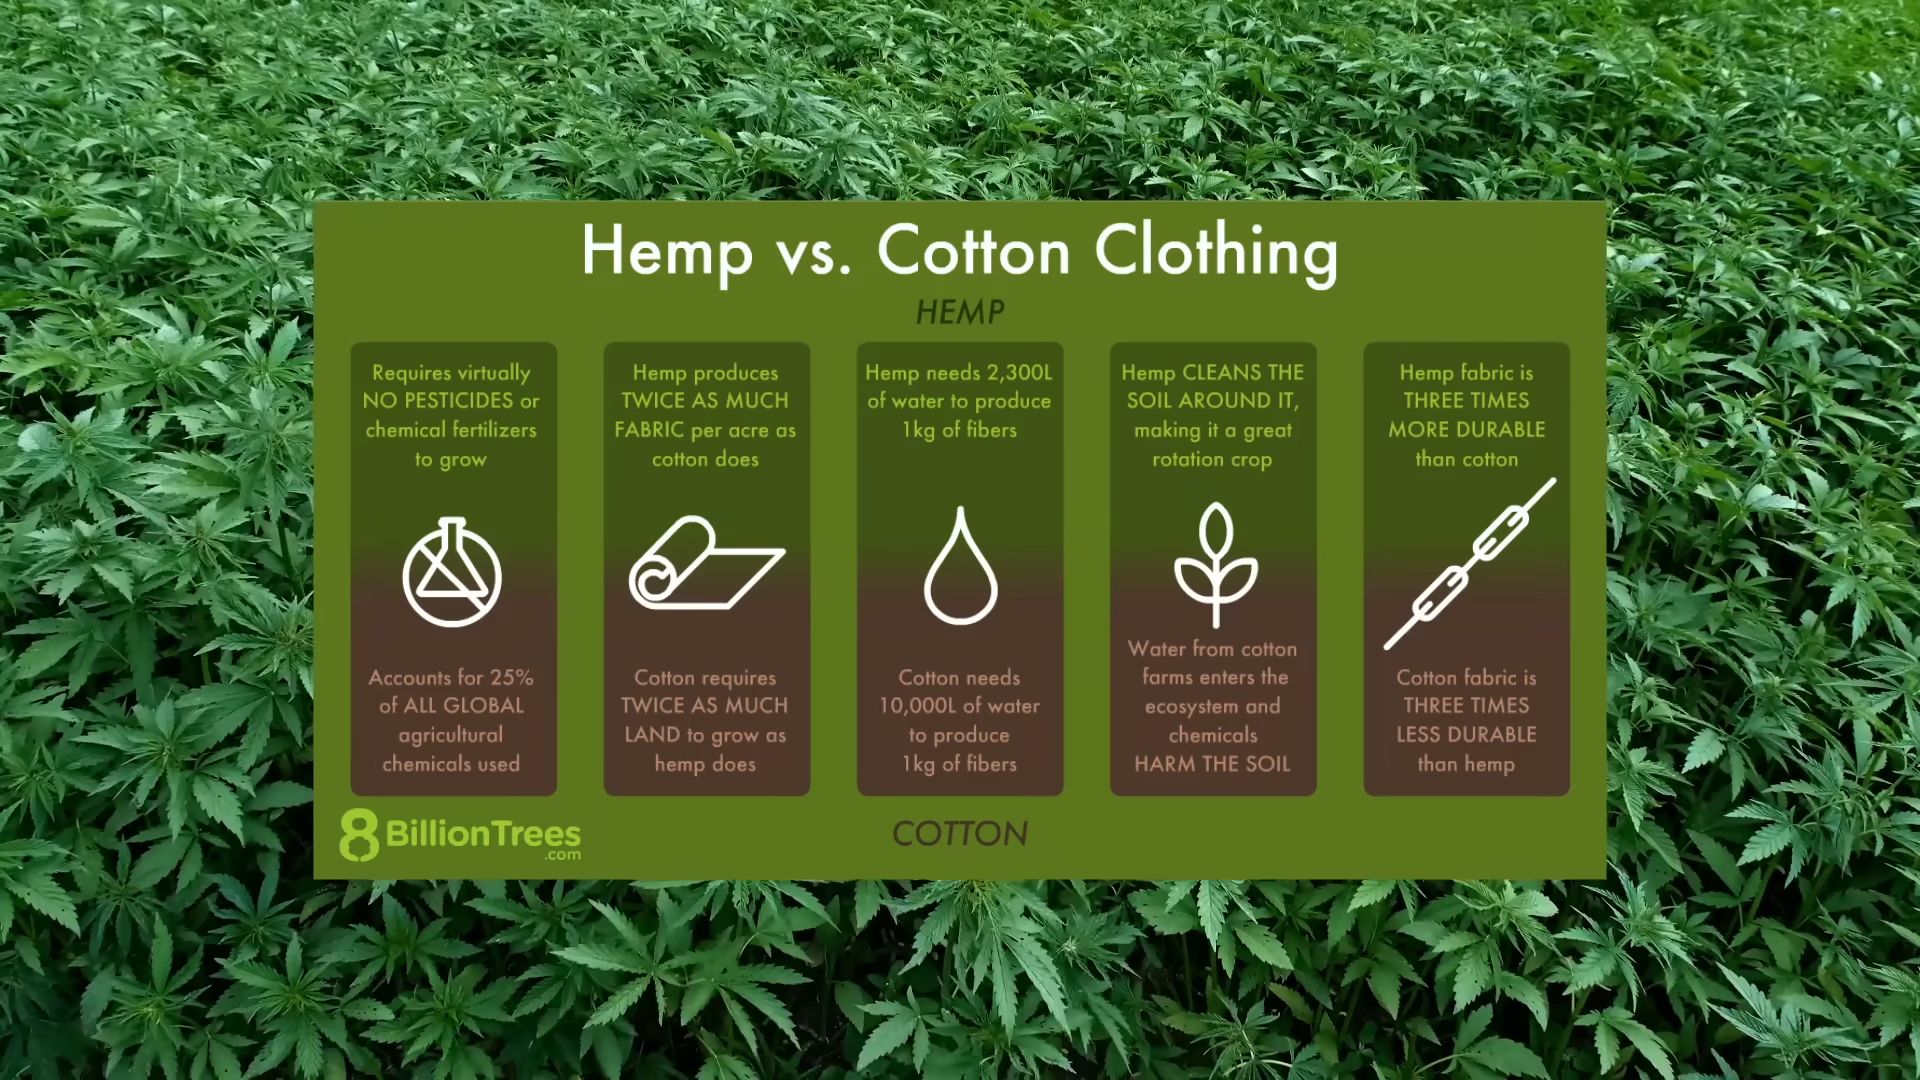 Hemp vs. Cotton Clothing
HEMP
Requires virtually
NO PESTICIDES or
chemical fertilizers
to grow
Hemp produces
TWICE AS MUCH
FABRIC per acre as
cotton does
Hemp needs 2,300L
of water to produce
1kg of fibers
Hemp CLEANS THE
SOIL AROUND IT,
making it a great
rotation crop
Hemp fabric is
THREE TIMES
MORE DURABLE
than cotton
Accounts for 25%
of ALL GLOBAL
agricultural
chemicals used
Cotton requires
TWICE AS MUCH
LAND to grow as
hemp does
Cotton needs
10,000L of water
to produce
1kg of fibers
Water from cotton
farms enters the
ecosystem and
chemicals
HARM THE SOIL
Cotton fabric is
THREE TIMES
LESS DURABLE
than hemp
COTTON
8 BillionTrees
.com